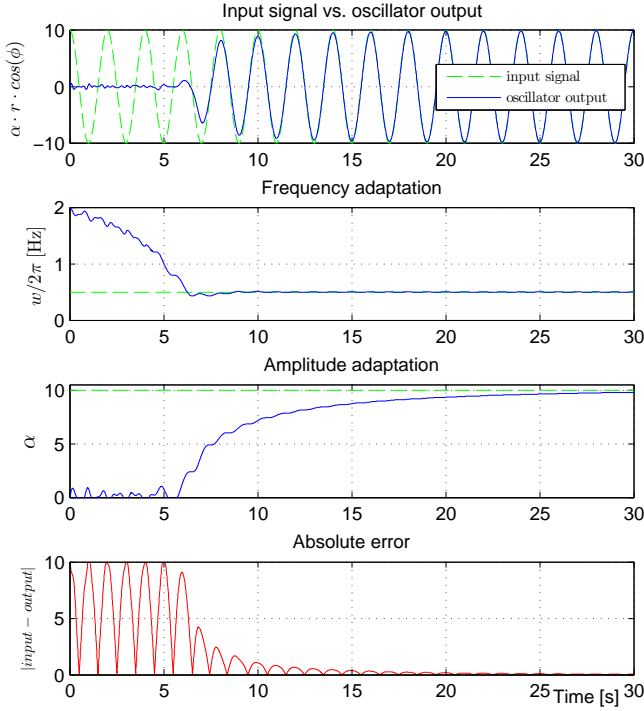 Input signal vs. oscillator output
α · r · cos(ϕ)
10
0
−10
0 5 10 15 20 25 30
input signal
oscillator output
Frequency adaptation
w/2π [Hz]
2
1
0
0 5 10 15 20 25 30
Amplitude adaptation
α
10
5
0
0 5 10 15 20 25 30
Absolute error
|input − output|
10
5
0
0 5 10 15 20 25 30
Time [s]